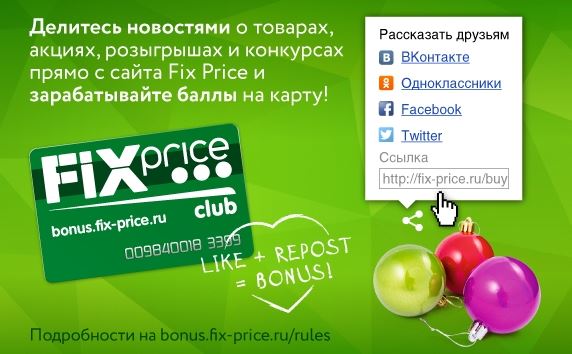 Делитесь новостями о товарах,
акциях, розыгрышах и конкурсах
прямо с сайта Fix Price и
зарабатывайте баллы на карту!
Рассказать друзьям
ВКонтакте
Одноклассники
Facebook
Twitter
Ссылка
http://fix-price.ru/buy
FiXprice
club
bonus.fix-price.ru
009840018 3399
LIKE + REPOST
= BONUS!
Подробности на bonus.fix-price.ru/rules